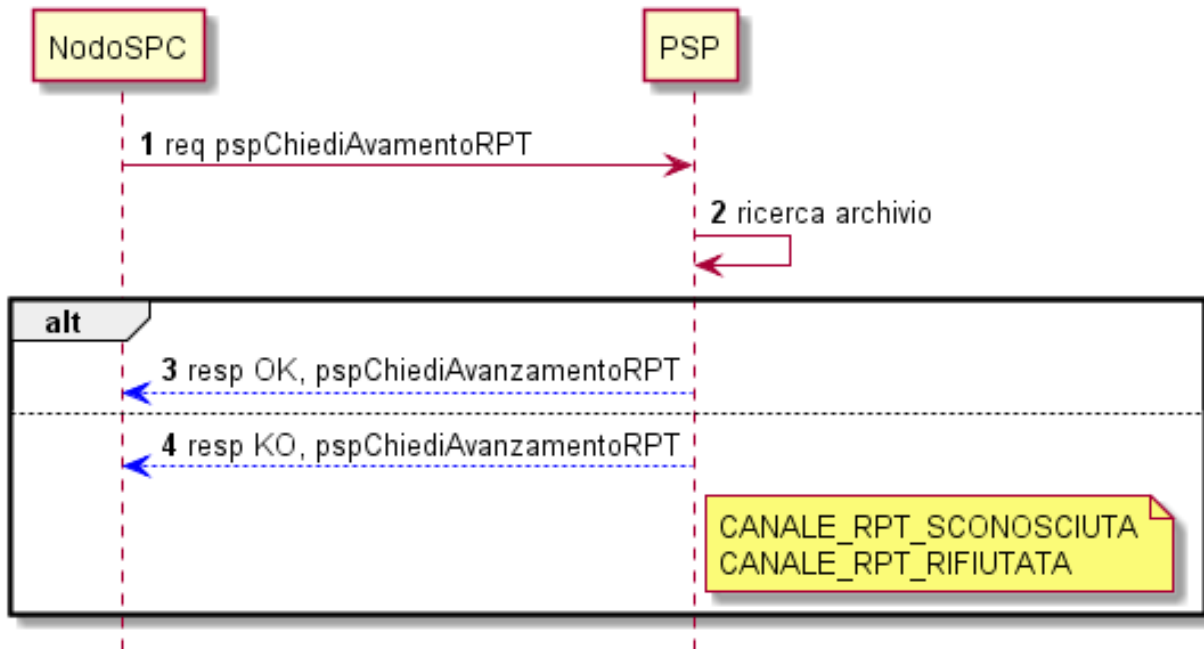 NodoSPC
PSP
1 req pspChiediAvamentoRPT
2 ricerca archivio
alt
3 resp OK, pspChiediAvanzamentoRPT
4 resp KO, pspChiediAvanzamentoRPT
CANALE_RPT_SCONOSCIUTA
CANALE_RPT_RIFIUTATA